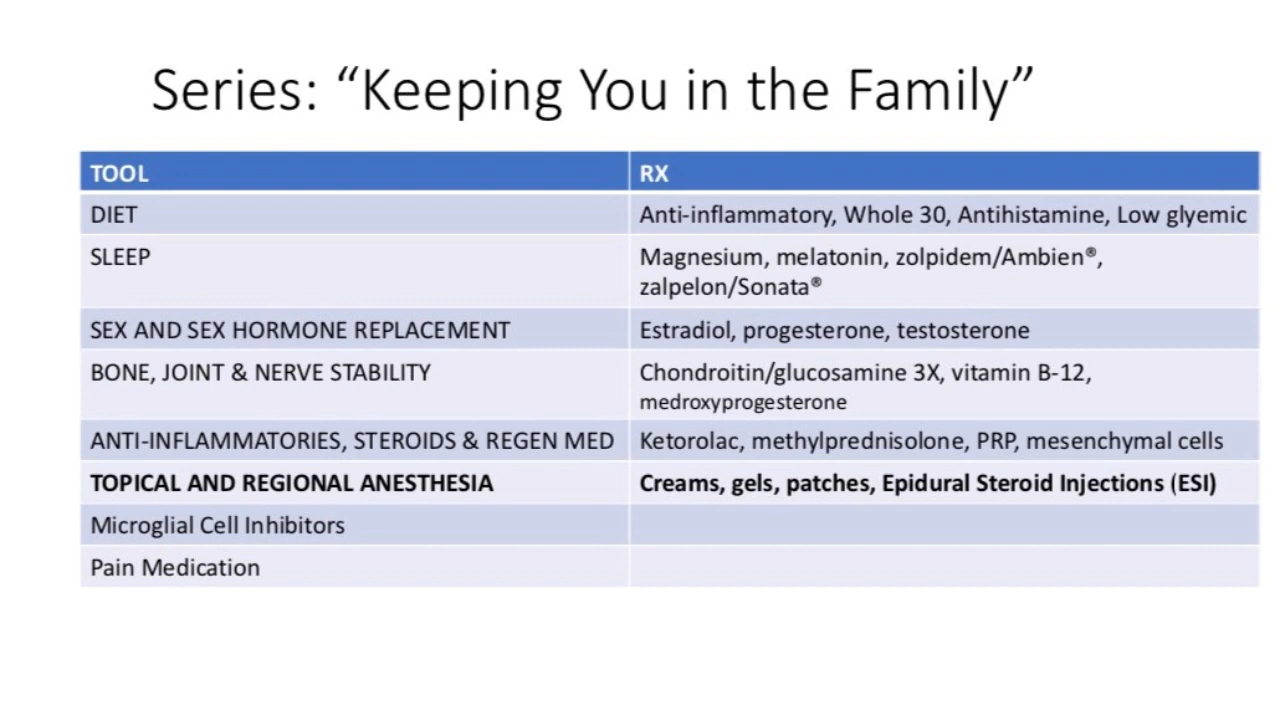 Series: “Keeping You in the Family”
TOOL
RX
DIET
Anti-inflammatory, Whole 30, Antihistamine, Low glyemic
SLEEP
Magnesium, melatonin, zolpidem/Ambien®,
zalpelon/Sonata®
SEX AND SEX HORMONE REPLACEMENT
Estradiol, progesterone, testosterone
BONE, JOINT & NERVE STABILITY
Chondroitin/glucosamine 3X, vitamin B-12,
medroxyprogesterone
ANTI-INFLAMMATORIES, STEROIDS & REGEN MED
Ketorolac, methylprednisolone, PRP, mesenchymal cells
TOPICAL AND REGIONAL ANESTHESIA
Creams, gels, patches, Epidural Steroid Injections (ESI)
Microglial Cell Inhibitors
Pain Medication